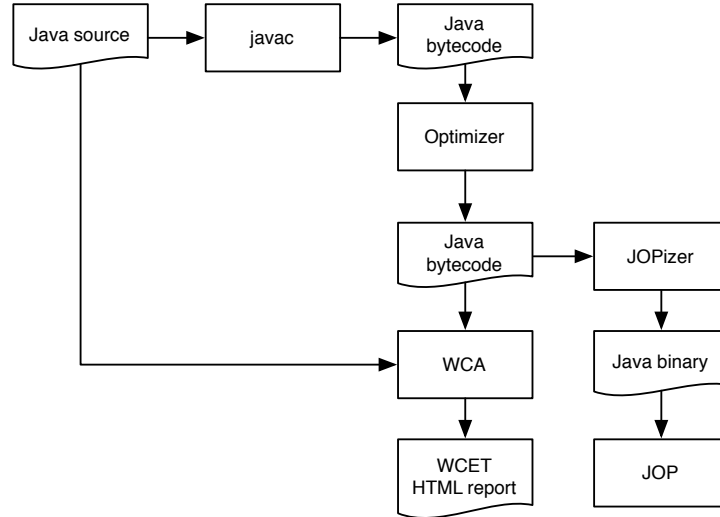 Java source
javac
Java
bytecode
Optimizer
Java
bytecode
JOPizer
WCA
Java binary
WCET
HTML report
JOP